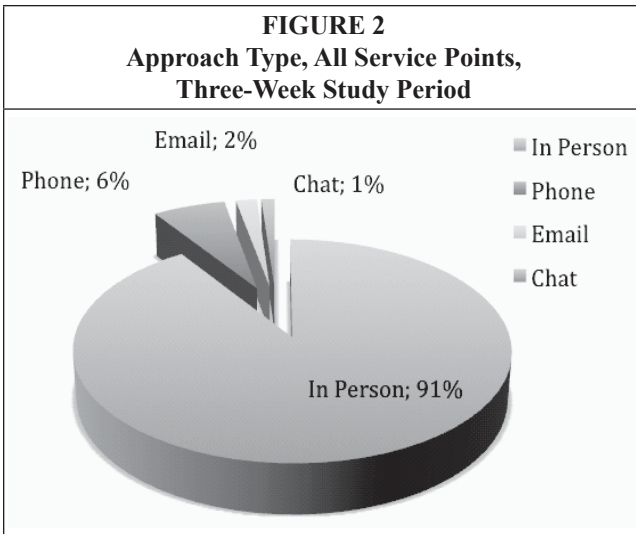 FIGURE 2
Approach Type, All Service Points,
Three-Week Study Period
Email; 2%
Phone; 6%
Chat; 1%
In Person; 91%
In Person
Phone
Email
Chat